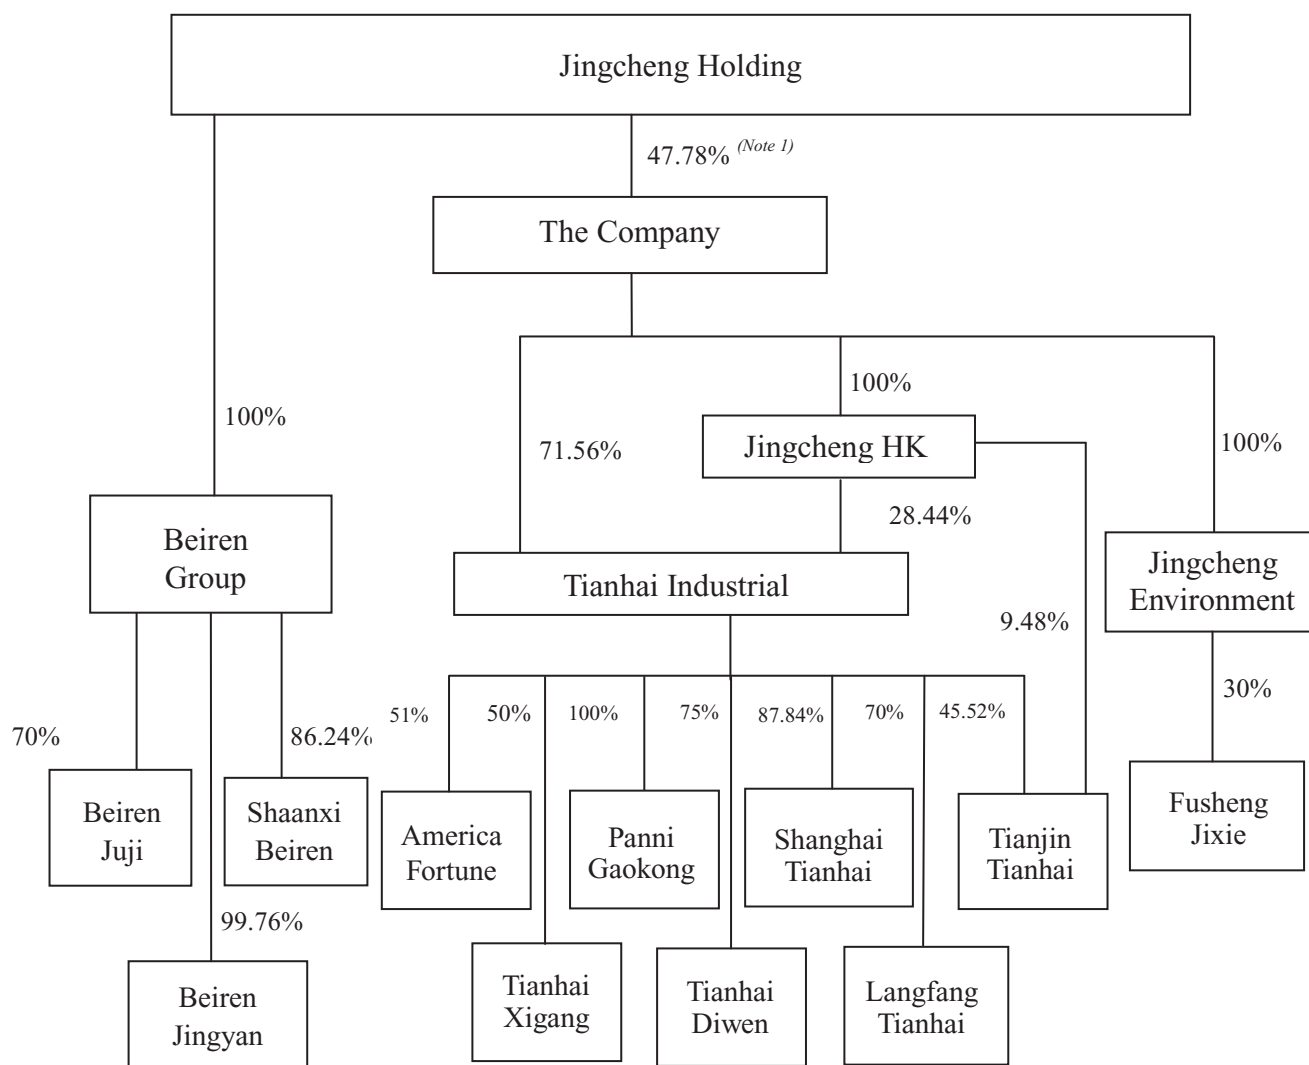 Jingcheng Holding
47.78% (Note 1)
The Company
100%
100%
71.56%
Jingcheng HK
100%
28.44%
Beiren
Group
Tianhai Industrial
Jingcheng
Environment
9.48%
70%
86.24%
51%
50%
100%
75%
87.84%
70%
45.52%
30%
Beiren
Juji
Shaanxi
Beiren
America
Fortune
Panni
Gaokong
Shanghai
Tianhai
Tianjin
Tianhai
Fusheng
Jixie
99.76%
Beiren
Jingyan
Tianhai
Xigang
Tianhai
Diwen
Langfang
Tianhai